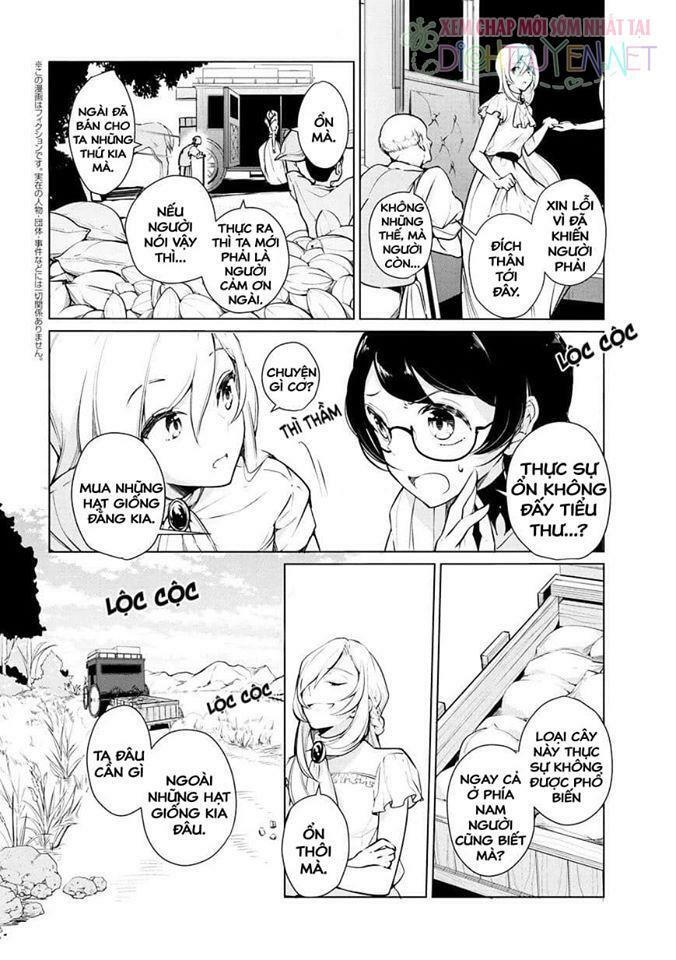 XEM CHAP MỚI SỚM NHẤT TẠI
DICHTRUYEN.NET
※この漫画はフィクションです。実在の人物・団体・事件などには一切関係ありません。
XIN LỖI
VÌ ĐÃ
KHIẾN NGƯỜI
PHẢI
ĐÍCH
THÂN TỚI
ĐÂY.
KHÔNG
NHỮNG
THẾ, MÀ
NGƯỜI
CÒN...
ỔN
MÀ.
NGÀI ĐÃ
BÁN CHO
TA NHỮNG
THỨ KIA
MÀ.
THỰC RA
THÌ TA MỚI
PHẢI LÀ
NGƯỜI
CẢM ƠN
NGÀI.
NẾU
NGƯỜI
NÓI VẬY
THÌ...
LỘC CỘC
THỰC SỰ
ỔN KHÔNG
ĐẤY TIỂU
THƯ...?
THÌ THẦM
CHUYỆN
GÌ CƠ?
MUA NHỮNG
HẠT GIỐNG
ĐẰNG KIA.
LOẠI CÂY
NÀY THỰC
SỰ KHÔNG
ĐƯỢC PHỔ
BIẾN
NGAY CẢ
Ở PHÍA
NAM
NGƯỜI
CŨNG BIẾT
MÀ?
ỔN
THÔI
MÀ.
LỘC CỘC
LỘC CỘC
TA ĐÂU
CẦN GÌ
NGOÀI
NHỮNG HẠT
GIỐNG KIA
ĐÂU.